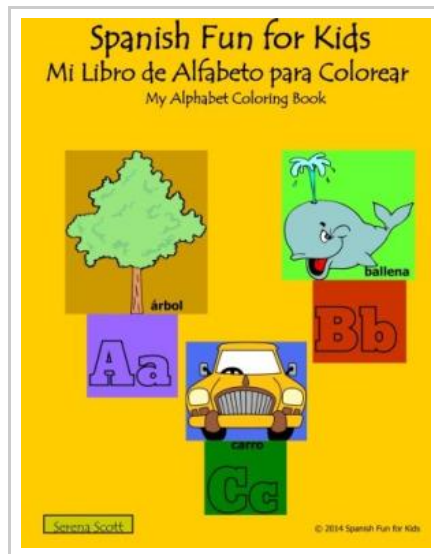 Spanish Fun for Kids
Mi Libro de Alfabeto para Colorear
My Alphabet Coloring Book
árbol
ballena
Aa
Bb
carro
Cc
Serena Scott
© 2014 Spanish Fun for Kids